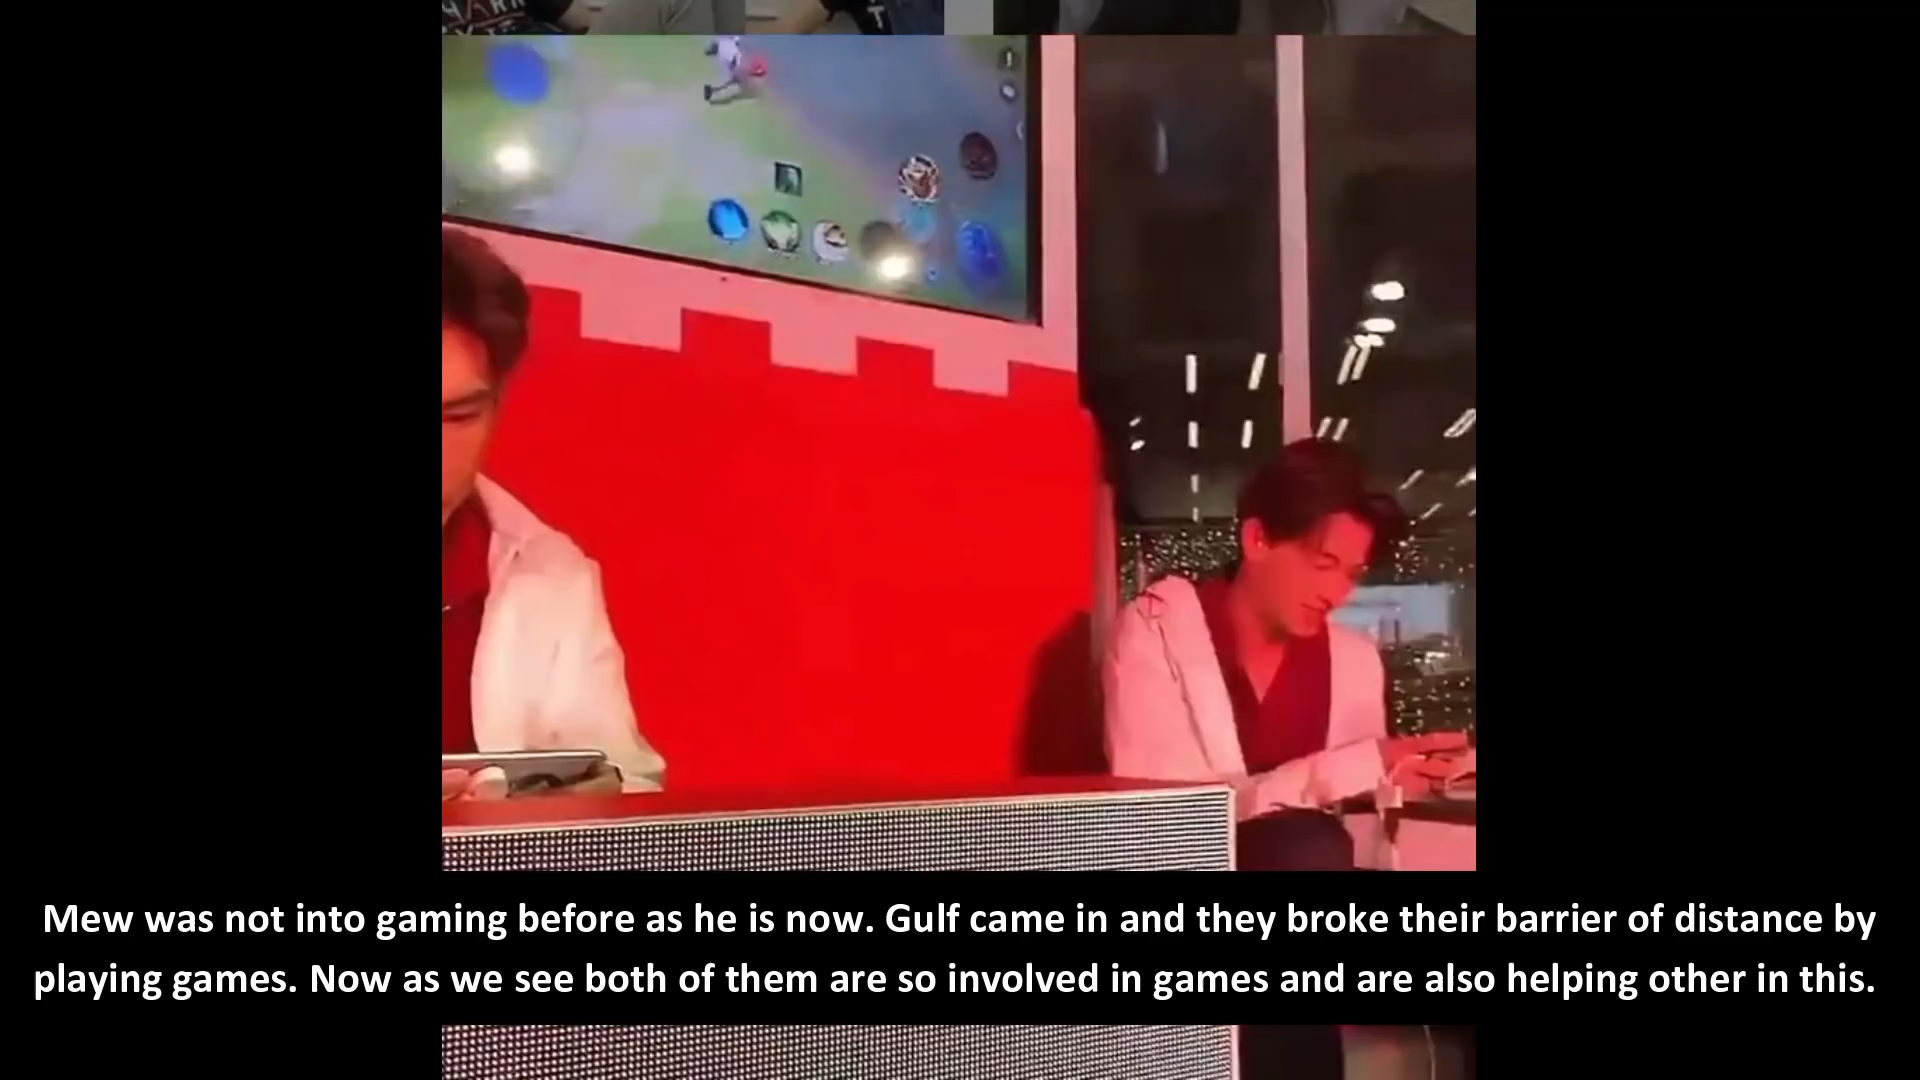 Mew was not into gaming before as he is now. Gulf came in and they broke their barrier of distance by
playing games. Now as we see both of them are so involved in games and are also helping other in this.